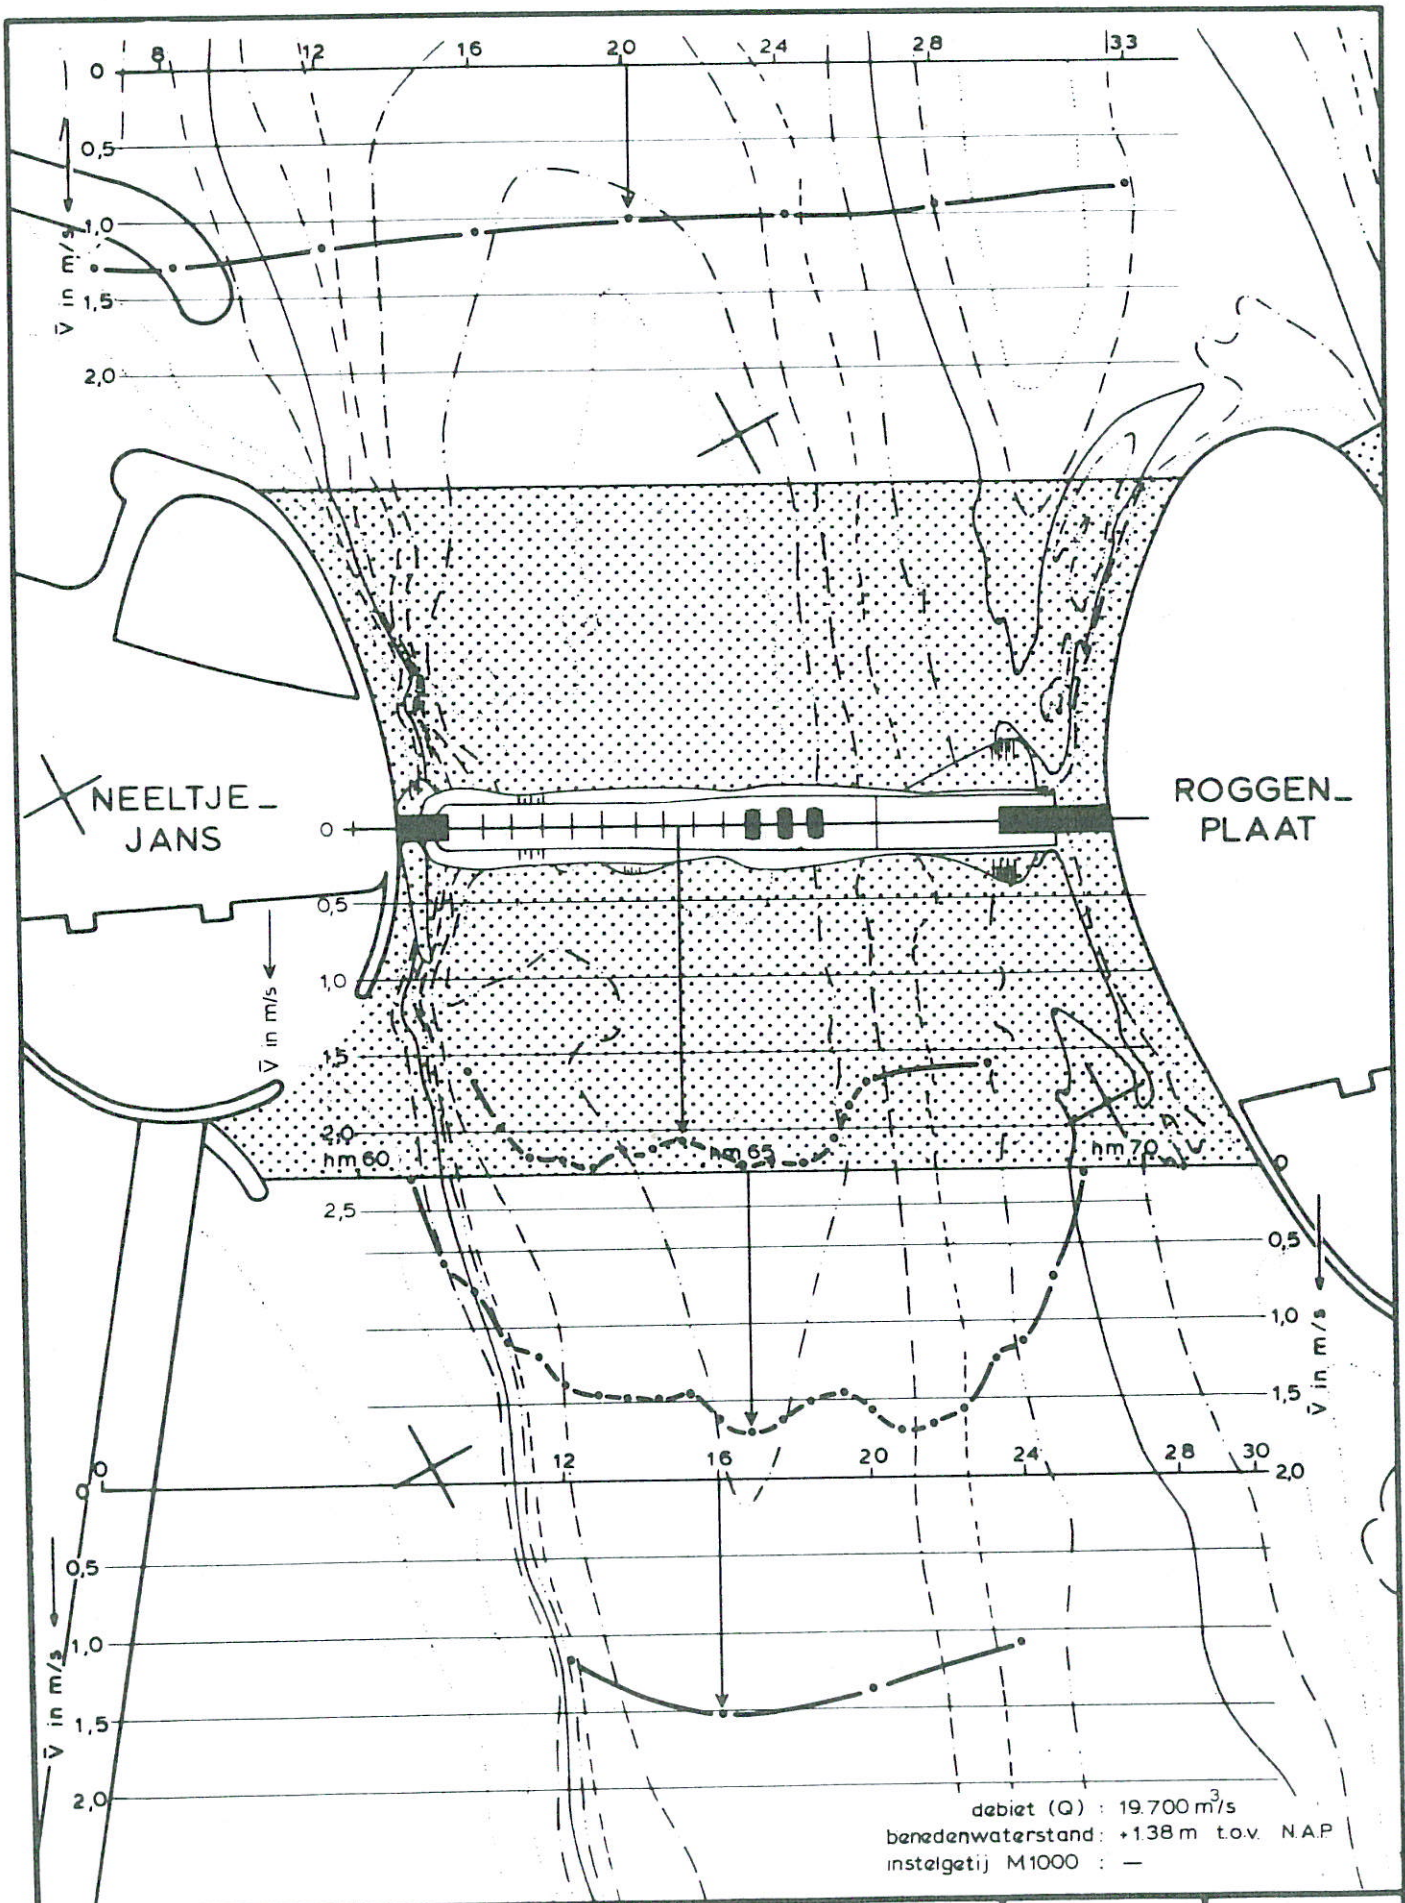 8 12 16 20 24 28 33
0
0,5
1,0
1,5
2,0
V̄ in m/s
NEELTJE_
JANS
ROGGEN_
PLAAT
0
0,5
1,0
1,5
2,0
2,5
V̄ in m/s
hm 60 hm 65 hm 70
0
0,5
1,0
1,5
2,0
V̄ in m/s
0 12 16 20 24 28 30
0
0,5
1,0
1,5
2,0
V̄ in m/s
debiet (Q) : 19.700 m³/s
benedenwaterstand: +1.38 m t.o.v. N.A.P
instelgetij M1000 : —